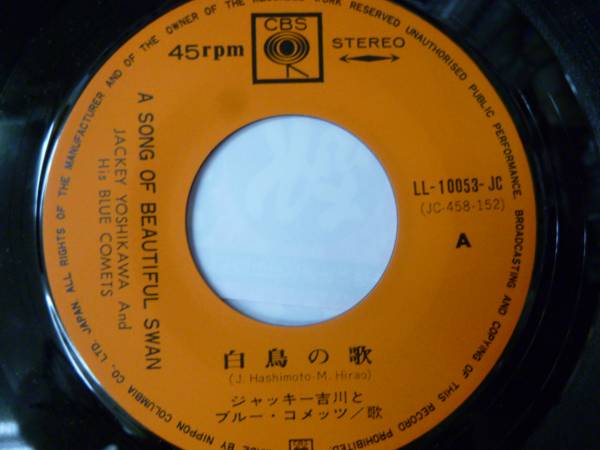 45rpm
CBS
STEREO
A SONG OF BEAUTIFUL SWAN
JACKEY YOSHIKAWA And
His BLUE COMETS
LL-10053-JC
(JC-458-152)
A
白鳥の歌
(J. Hashimoto-M. Hirao)
ジャッキー吉川と
ブルー・コメッツ/歌
BY NIPPON COLUMBIA CO., LTD. JAPAN ALL RIGHTS OF THE MANUFACTURER AND OF THE OWNER OF THE RECORDED WORK RESERVED UNAUTHORISED PUBLIC PERFORMANCE, BROADCASTING AND COPYING OF THIS RECORD PROHIBITED.